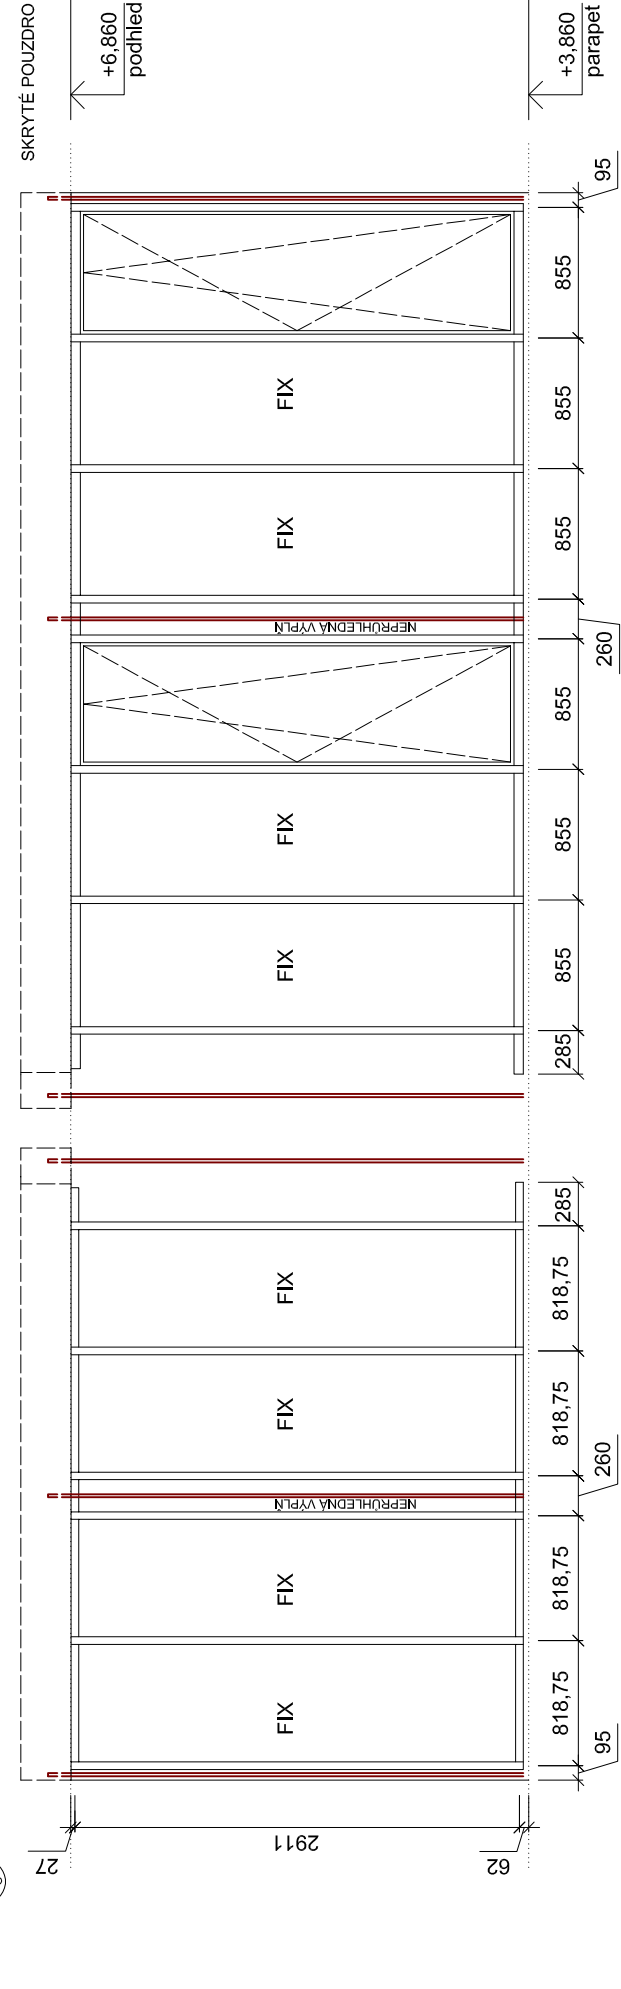 SKRYTÉ POUZDRO
+6,860
podhled
+3,860
parapet
FIX
FIX
FIX
FIX
NEPRŮHLEDNÁ VÝPLŇ
FIX
FIX
FIX
FIX
NEPRŮHLEDNÁ VÝPLŇ
95
818,75
818,75
260
818,75
818,75
285
285
855
855
855
260
855
855
855
95
27
2911
62